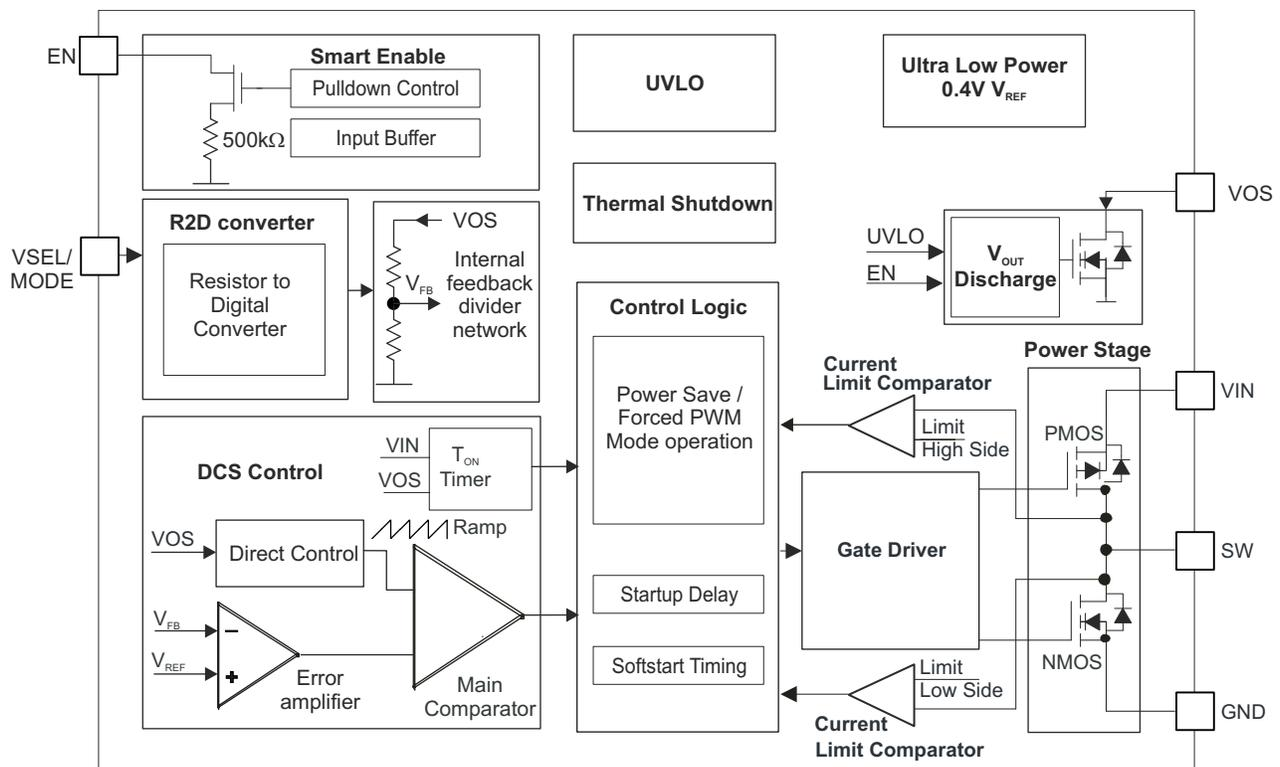 EN
Smart Enable
Pulldown Control
500kΩ
Input Buffer
UVLO
Ultra Low Power
0.4V VREF
Thermal Shutdown
VOS
UVLO
EN
VOUT
Discharge
VSEL/
MODE
R2D converter
Resistor to
Digital
Converter
VOS
VFB
Internal
feedback
divider
network
Control Logic
Power Save /
Forced PWM
Mode operation
Startup Delay
Softstart Timing
Current
Limit Comparator
Limit
High Side
Power Stage
PMOS
VIN
Gate Driver
SW
NMOS
Limit
Low Side
Current
Limit Comparator
GND
DCS Control
VIN
VOS
TON
Timer
VOS
Direct Control
Ramp
VFB
−
VREF
+
Error
amplifier
Main
Comparator